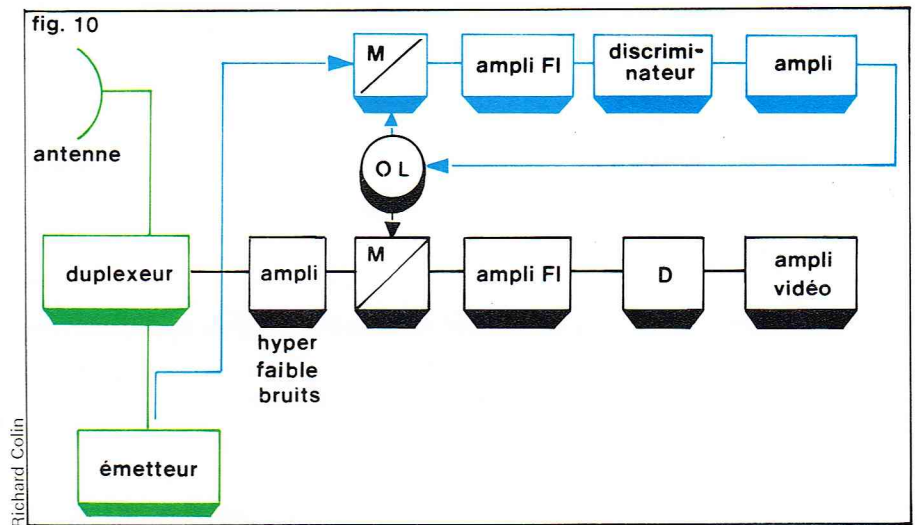 fig. 10
antenne
M
ampli FI
discrimi-
nateur
ampli
O L
duplexeur
ampli
hyper
faible
bruits
M
ampli FI
D
ampli
vidéo
émetteur
Richard Colin